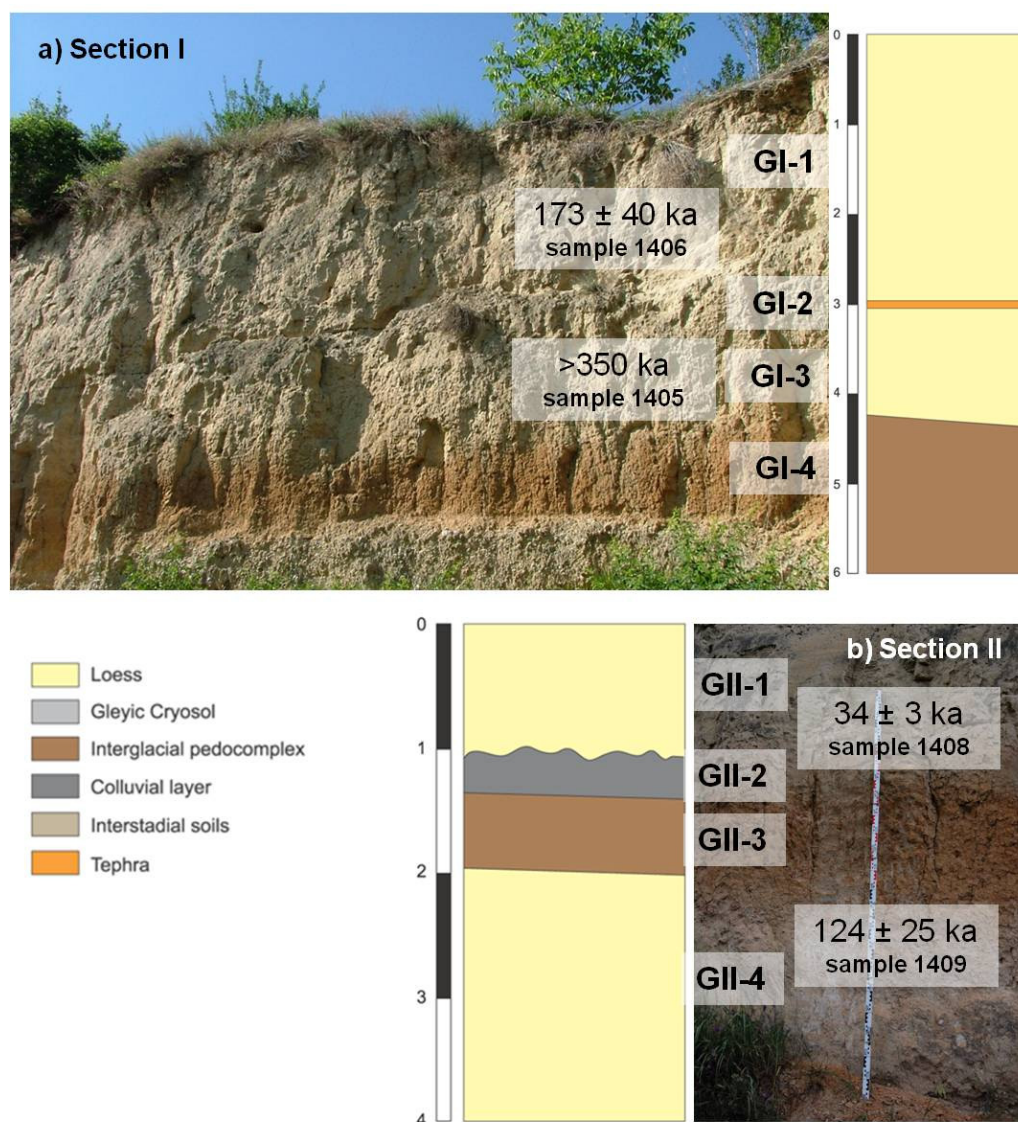 a) Section I
GI-1
173 ± 40 ka
sample 1406
GI-2
>350 ka
sample 1405
GI-3
GI-4
0
1
2
3
4
5
6
Loess
Gleyic Cryosol
Interglacial pedocomplex
Colluvial layer
Interstadial soils
Tephra
0
1
2
3
4
b) Section II
GII-1
34 ± 3 ka
sample 1408
GII-2
GII-3
124 ± 25 ka
sample 1409
GII-4